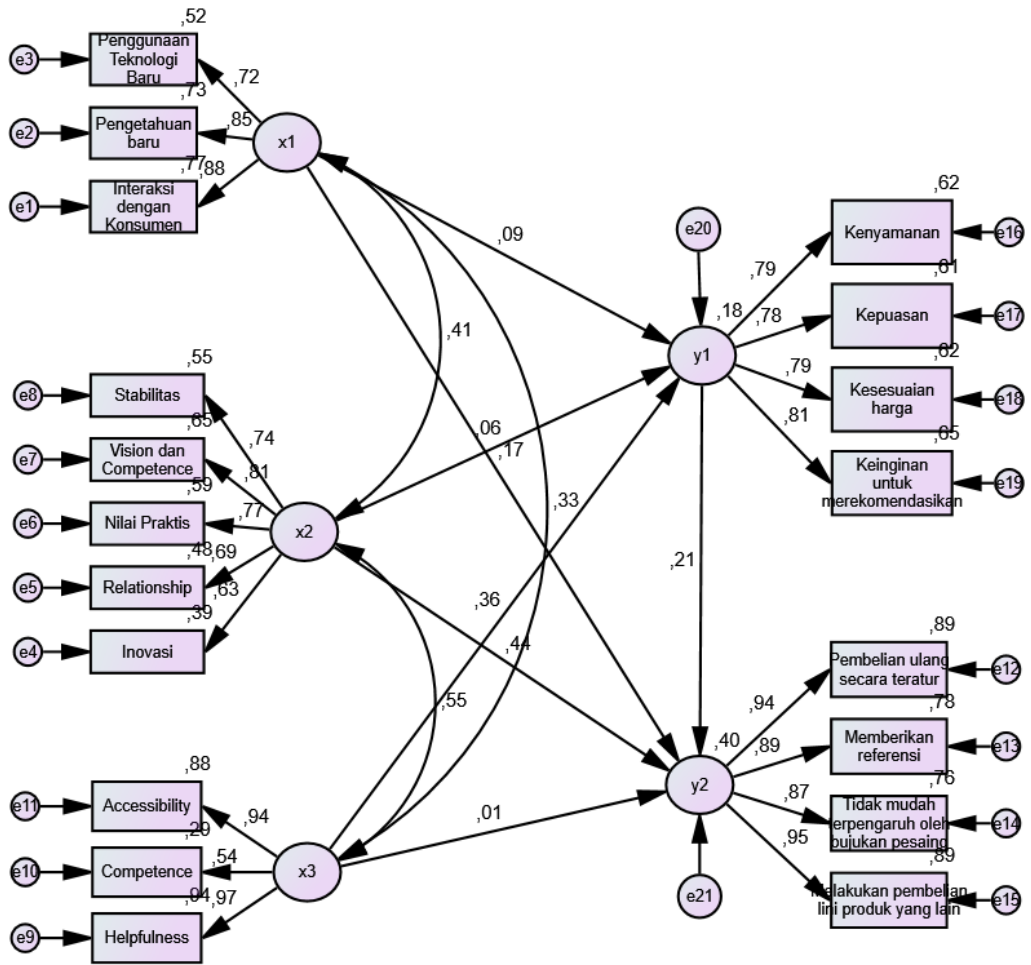 ,52
e3
Penggunaan
Teknologi
Baru
,72
,73
e2
Pengetahuan
baru
,85
x1
,77
,88
e1
Interaksi
dengan
Konsumen
,09
e20
,62
Kenyamanan
e16
,79
,61
,18
,78
Kepuasan
e17
y1
,62
,79
Kesesuaian
harga
e18
,81
,65
Keinginan
untuk
merekomendasikan
e19
,41
,55
e8
Stabilitas
,74
,65
e7
Vision dan
Competence
,81
,59
e6
Nilai Praktis
,77
x2
,48
,69
e5
Relationship
,63
,39
e4
Inovasi
,06
,17
,33
,21
,36
,44
,55
,89
Pembelian ulang
secara teratur
e12
,94
,78
,40
,89
Memberikan
referensi
e13
y2
,76
,87
Tidak mudah
erpengaruh oleh
bujukan pesaing
e14
,95
,89
Melakukan pembelian
lini produk yang lain
e15
e21
,88
e11
Accessibility
,94
,29
e10
Competence
,54
x3
,01
,94
,97
e9
Helpfulness